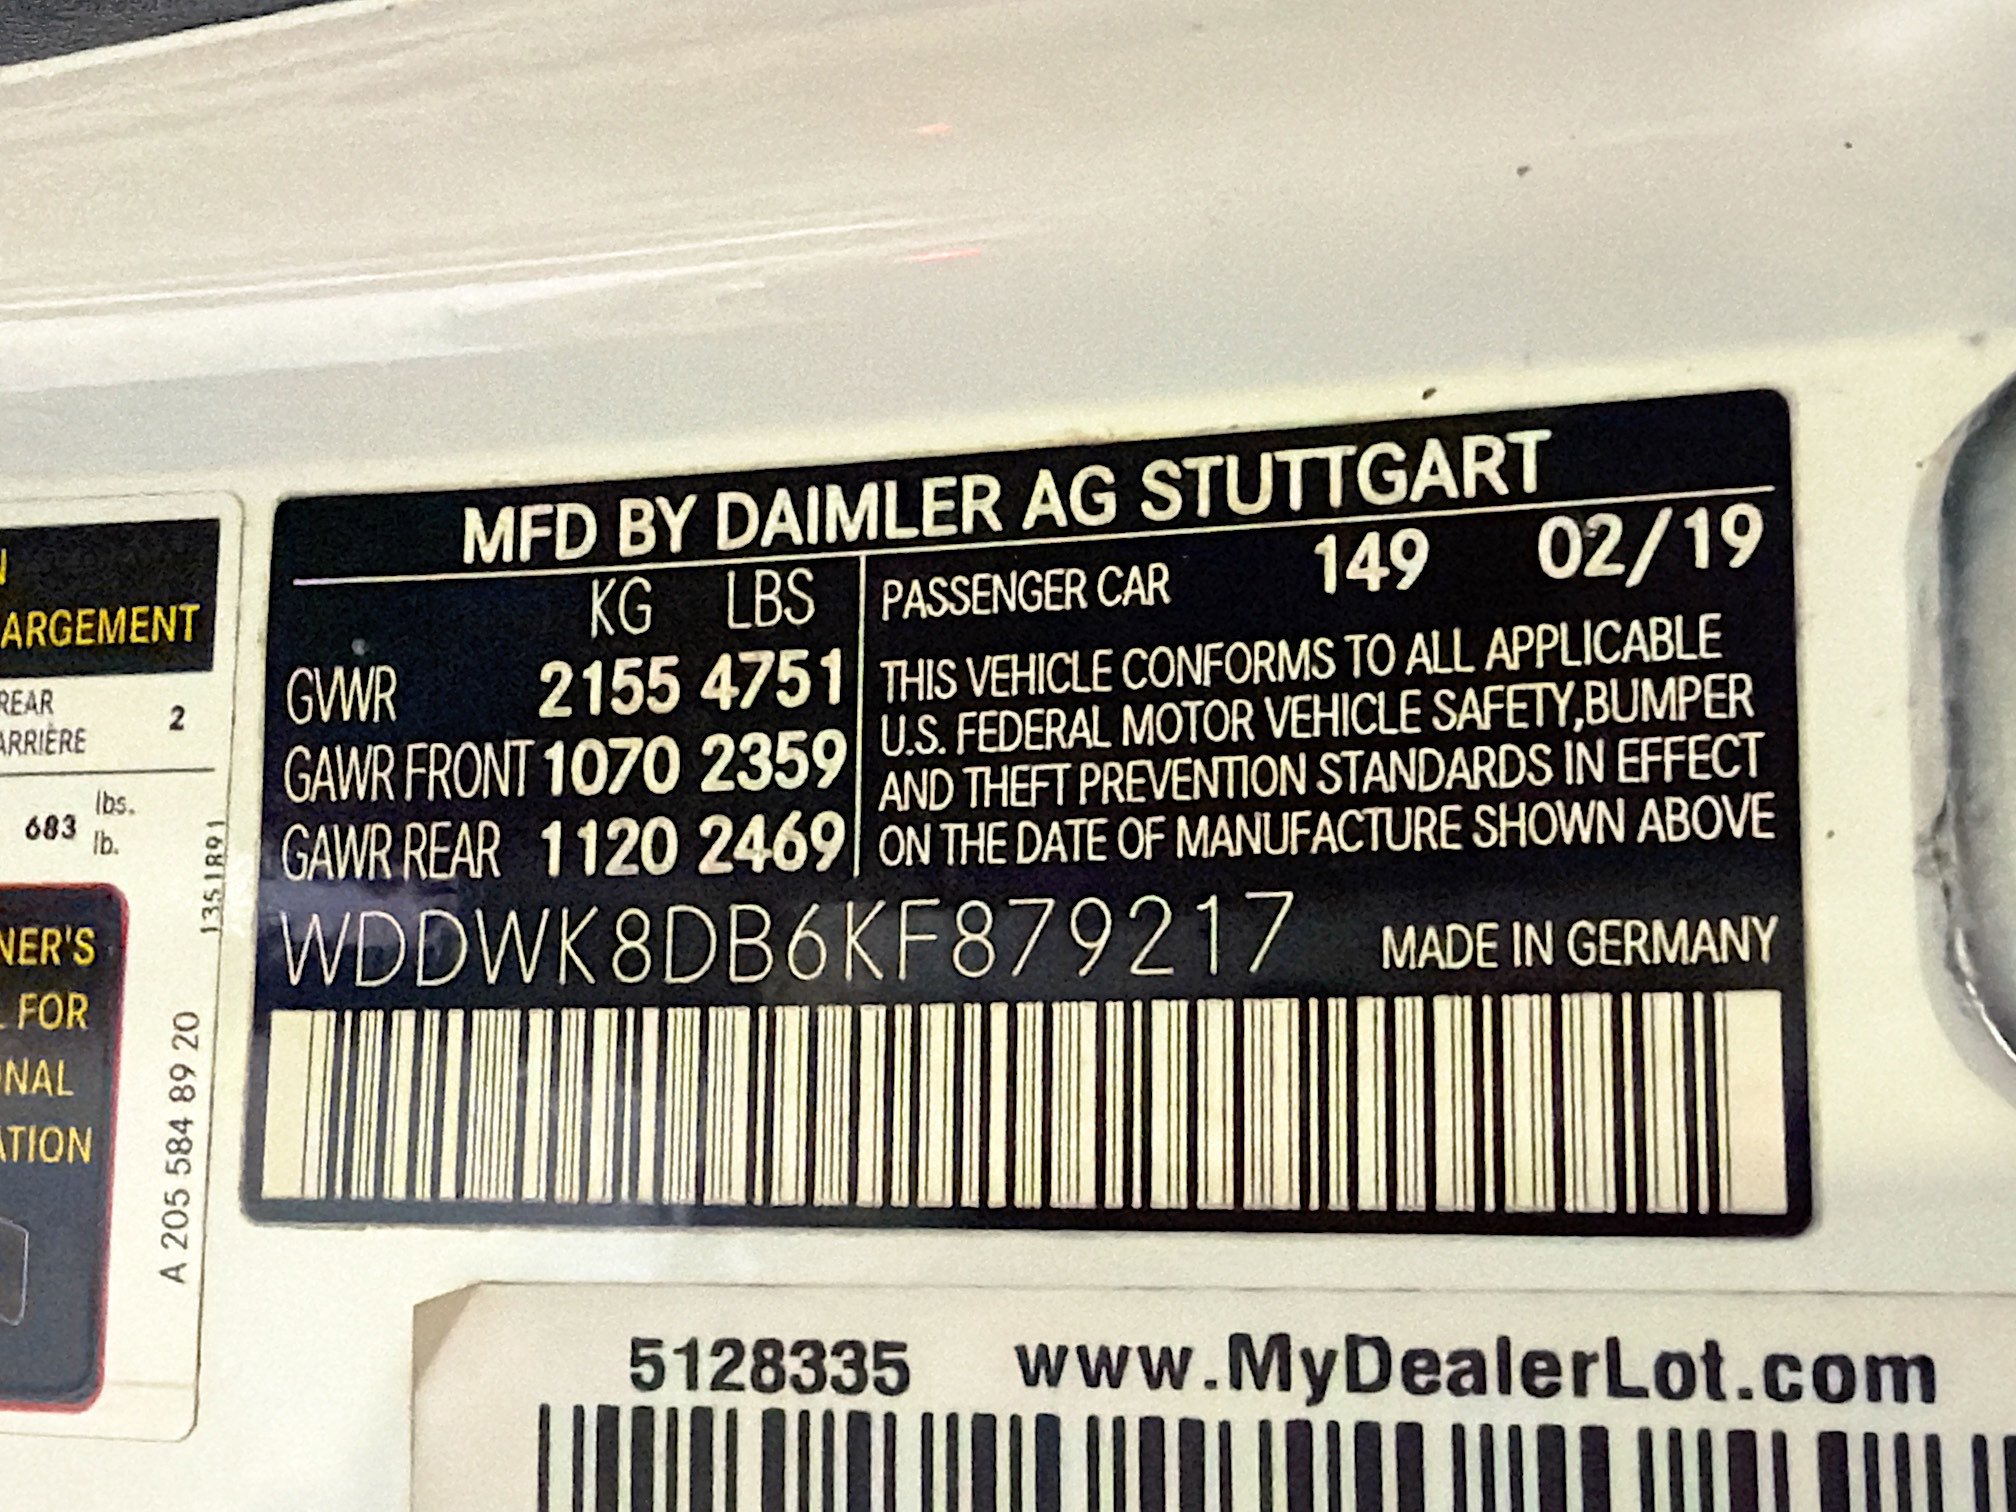 MFD BY DAIMLER AG STUTTGART
KG LBS
GVWR 2155 4751
GAWR FRONT 1070 2359
GAWR REAR 1120 2469
PASSENGER CAR 149 02/19
THIS VEHICLE CONFORMS TO ALL APPLICABLE
U.S. FEDERAL MOTOR VEHICLE SAFETY,BUMPER
AND THEFT PREVENTION STANDARDS IN EFFECT
ON THE DATE OF MANUFACTURE SHOWN ABOVE
WDDWK8DB6KF879217 MADE IN GERMANY
ARGEMENT
REAR
ARRIÈRE 2
683 lbs.
lb.
1351891
NER'S
FOR
NAL
ATION
A 205 584 89 20
5128335 www.MyDealerLot.com